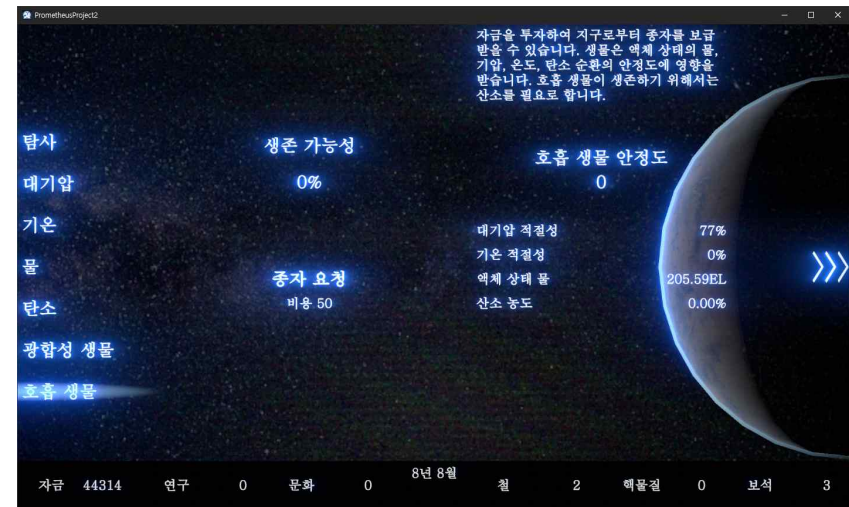 PrometheusProject2
자금을 투자하여 지구로부터 종자를 보급
받을 수 있습니다. 생물은 액체 상태의 물,
기압, 온도, 탄소 순환의 안정도에 영향을
받습니다. 호흡 생물이 생존하기 위해서는
산소를 필요로 합니다.
탐사
대기압
기온
물
탄소
광합성 생물
호흡 생물
생존 가능성
0%
종자 요청
비용 50
호흡 생물 안정도
0
대기압 적절성 77%
기온 적절성 0%
액체 상태 물 205.59EL
산소 농도 0.00%
8년 8월
자금 44314 연구 0 문화 0 철 2 핵물질 0 보석 3